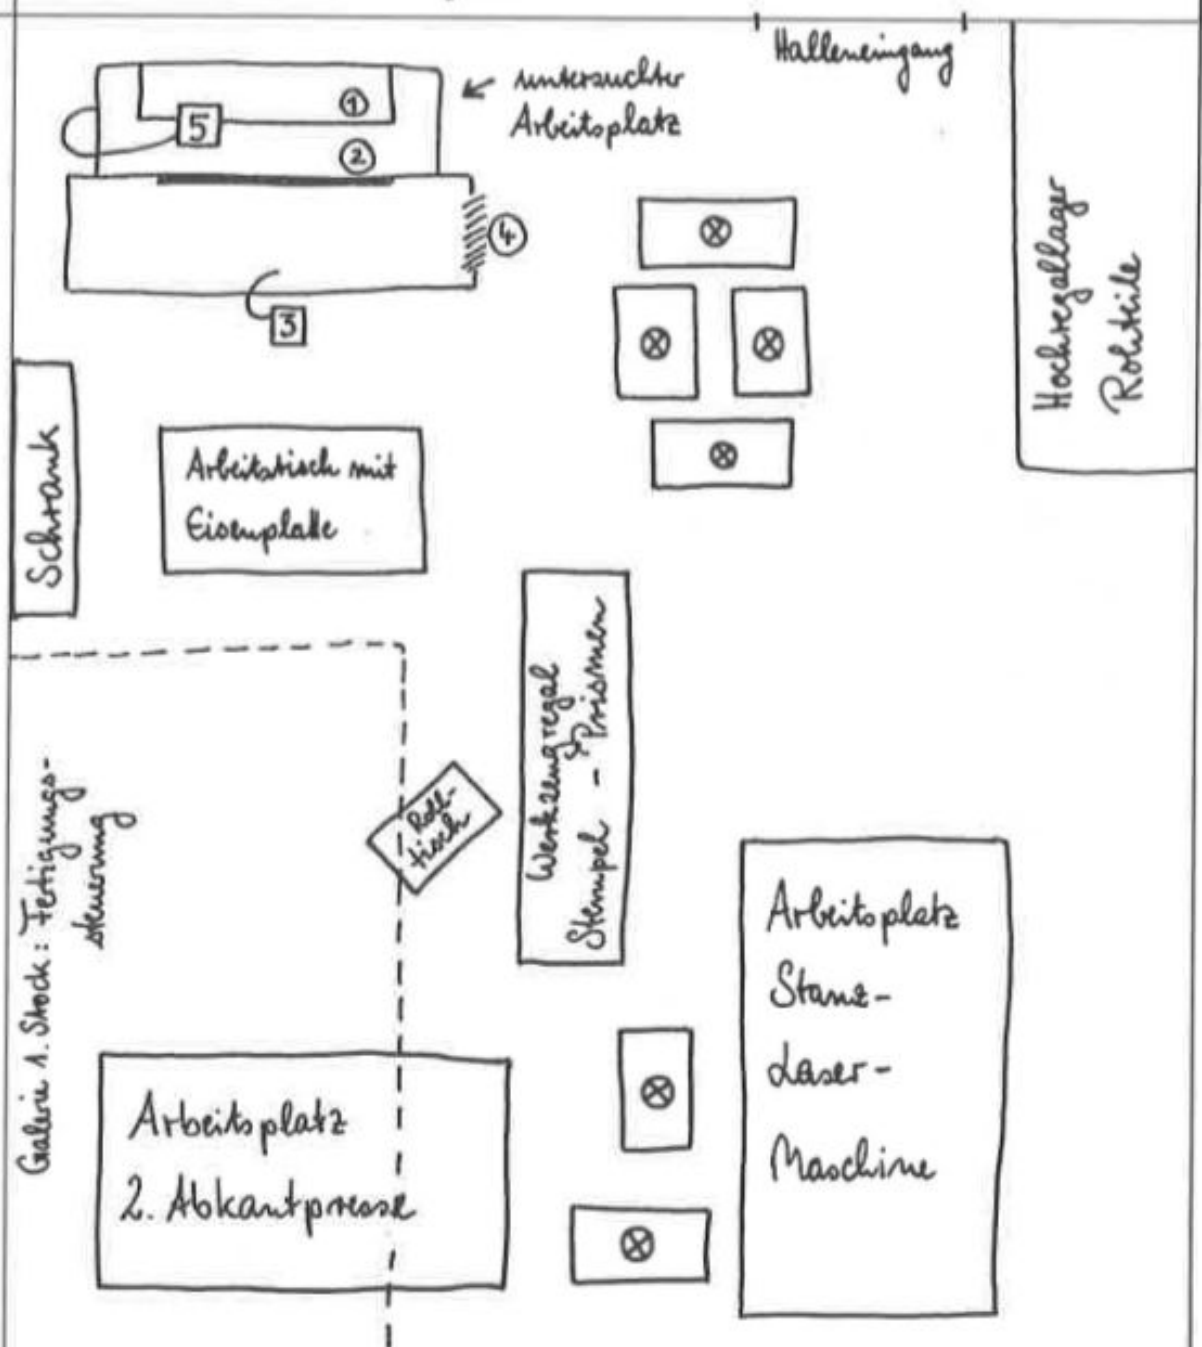 Halleneingang
untersuchter
Arbeitsplatz
1
5
2
4
3
Hochregallager
Rohteile
Schrank
Arbeitstisch mit
Eisenplatte
Werkzeugregal
Stempel - Prismen
Roll-
tisch
Galerie 1. Stock: Fertigungs-
steuerung
Arbeitsplatz
Stanz-
Laser-
Maschine
Arbeitsplatz
2. Abkantpresse